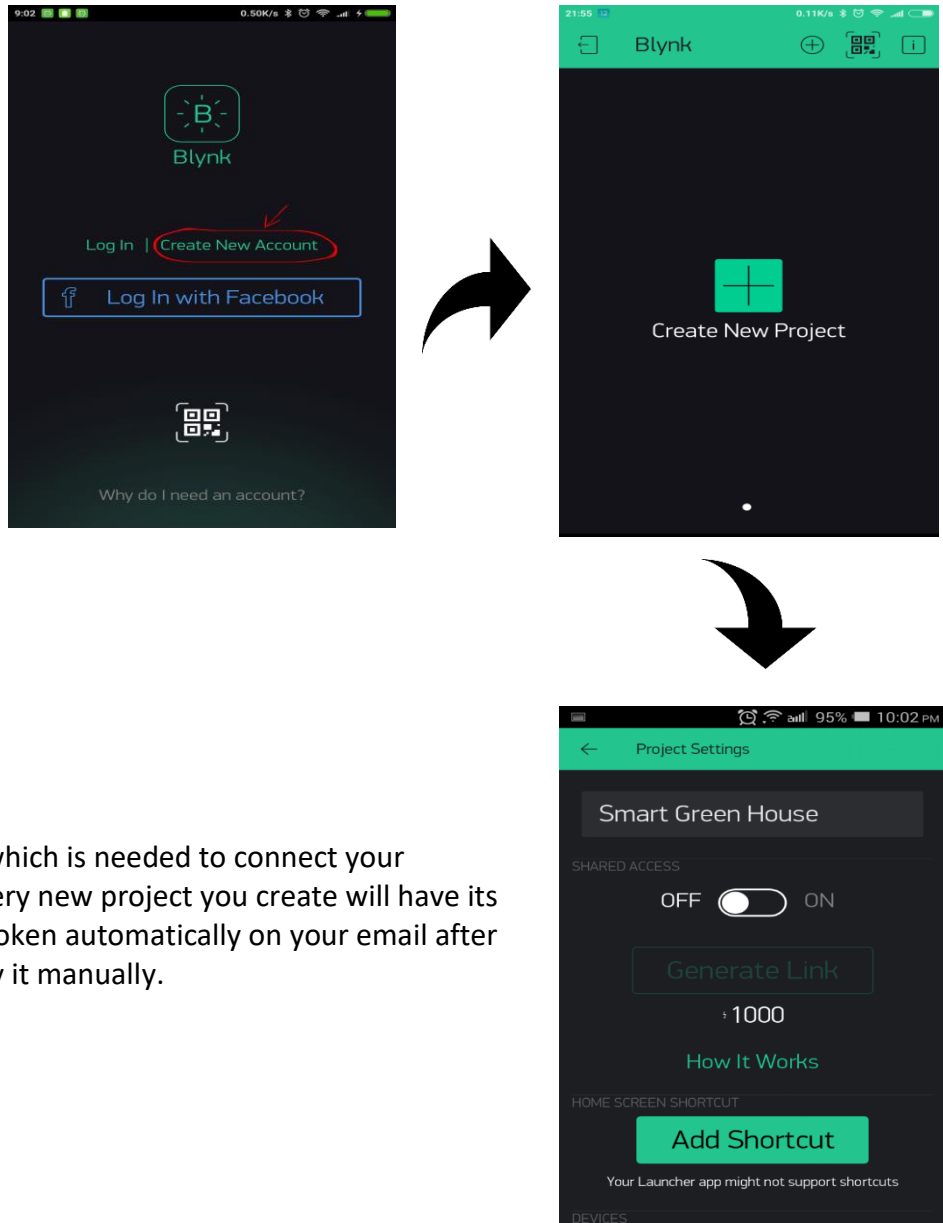 9:02
0.50K/s
B
Blynk
Log In | Create New Account
f Log In with Facebook
Why do I need an account?
21:55
0.11K/s
Blynk
i
Create New Project
95% 10:02 PM
Project Settings
Smart Green House
SHARED ACCESS
OFF ON
Generate Link
1000
How It Works
HOME SCREEN SHORTCUT
Add Shortcut
Your Launcher app might not support shortcuts
DEVICES
which is needed to connect your
ery new project you create will have its
oken automatically on your email after
y it manually.